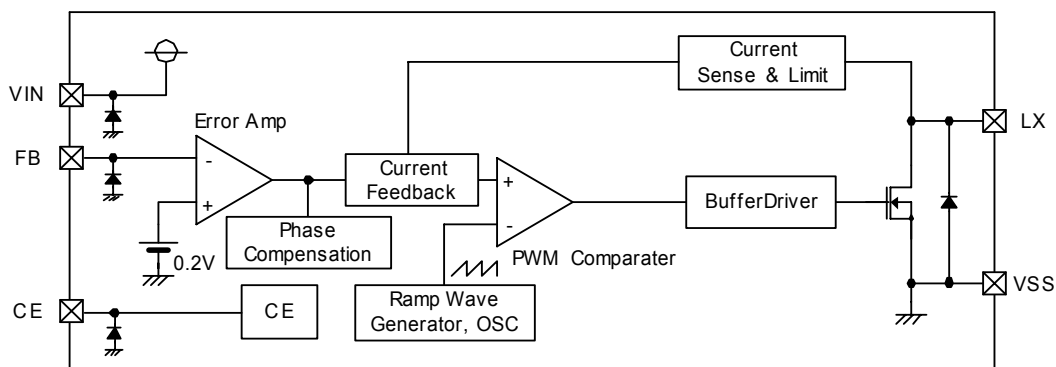 Current
Sense & Limit
VIN
LX
Error Amp
FB
-
+
Current
Feedback
+
-
BufferDriver
Phase
Compensation
0.2V
PWM Comparater
VSS
CE
CE
Ramp Wave
Generator, OSC